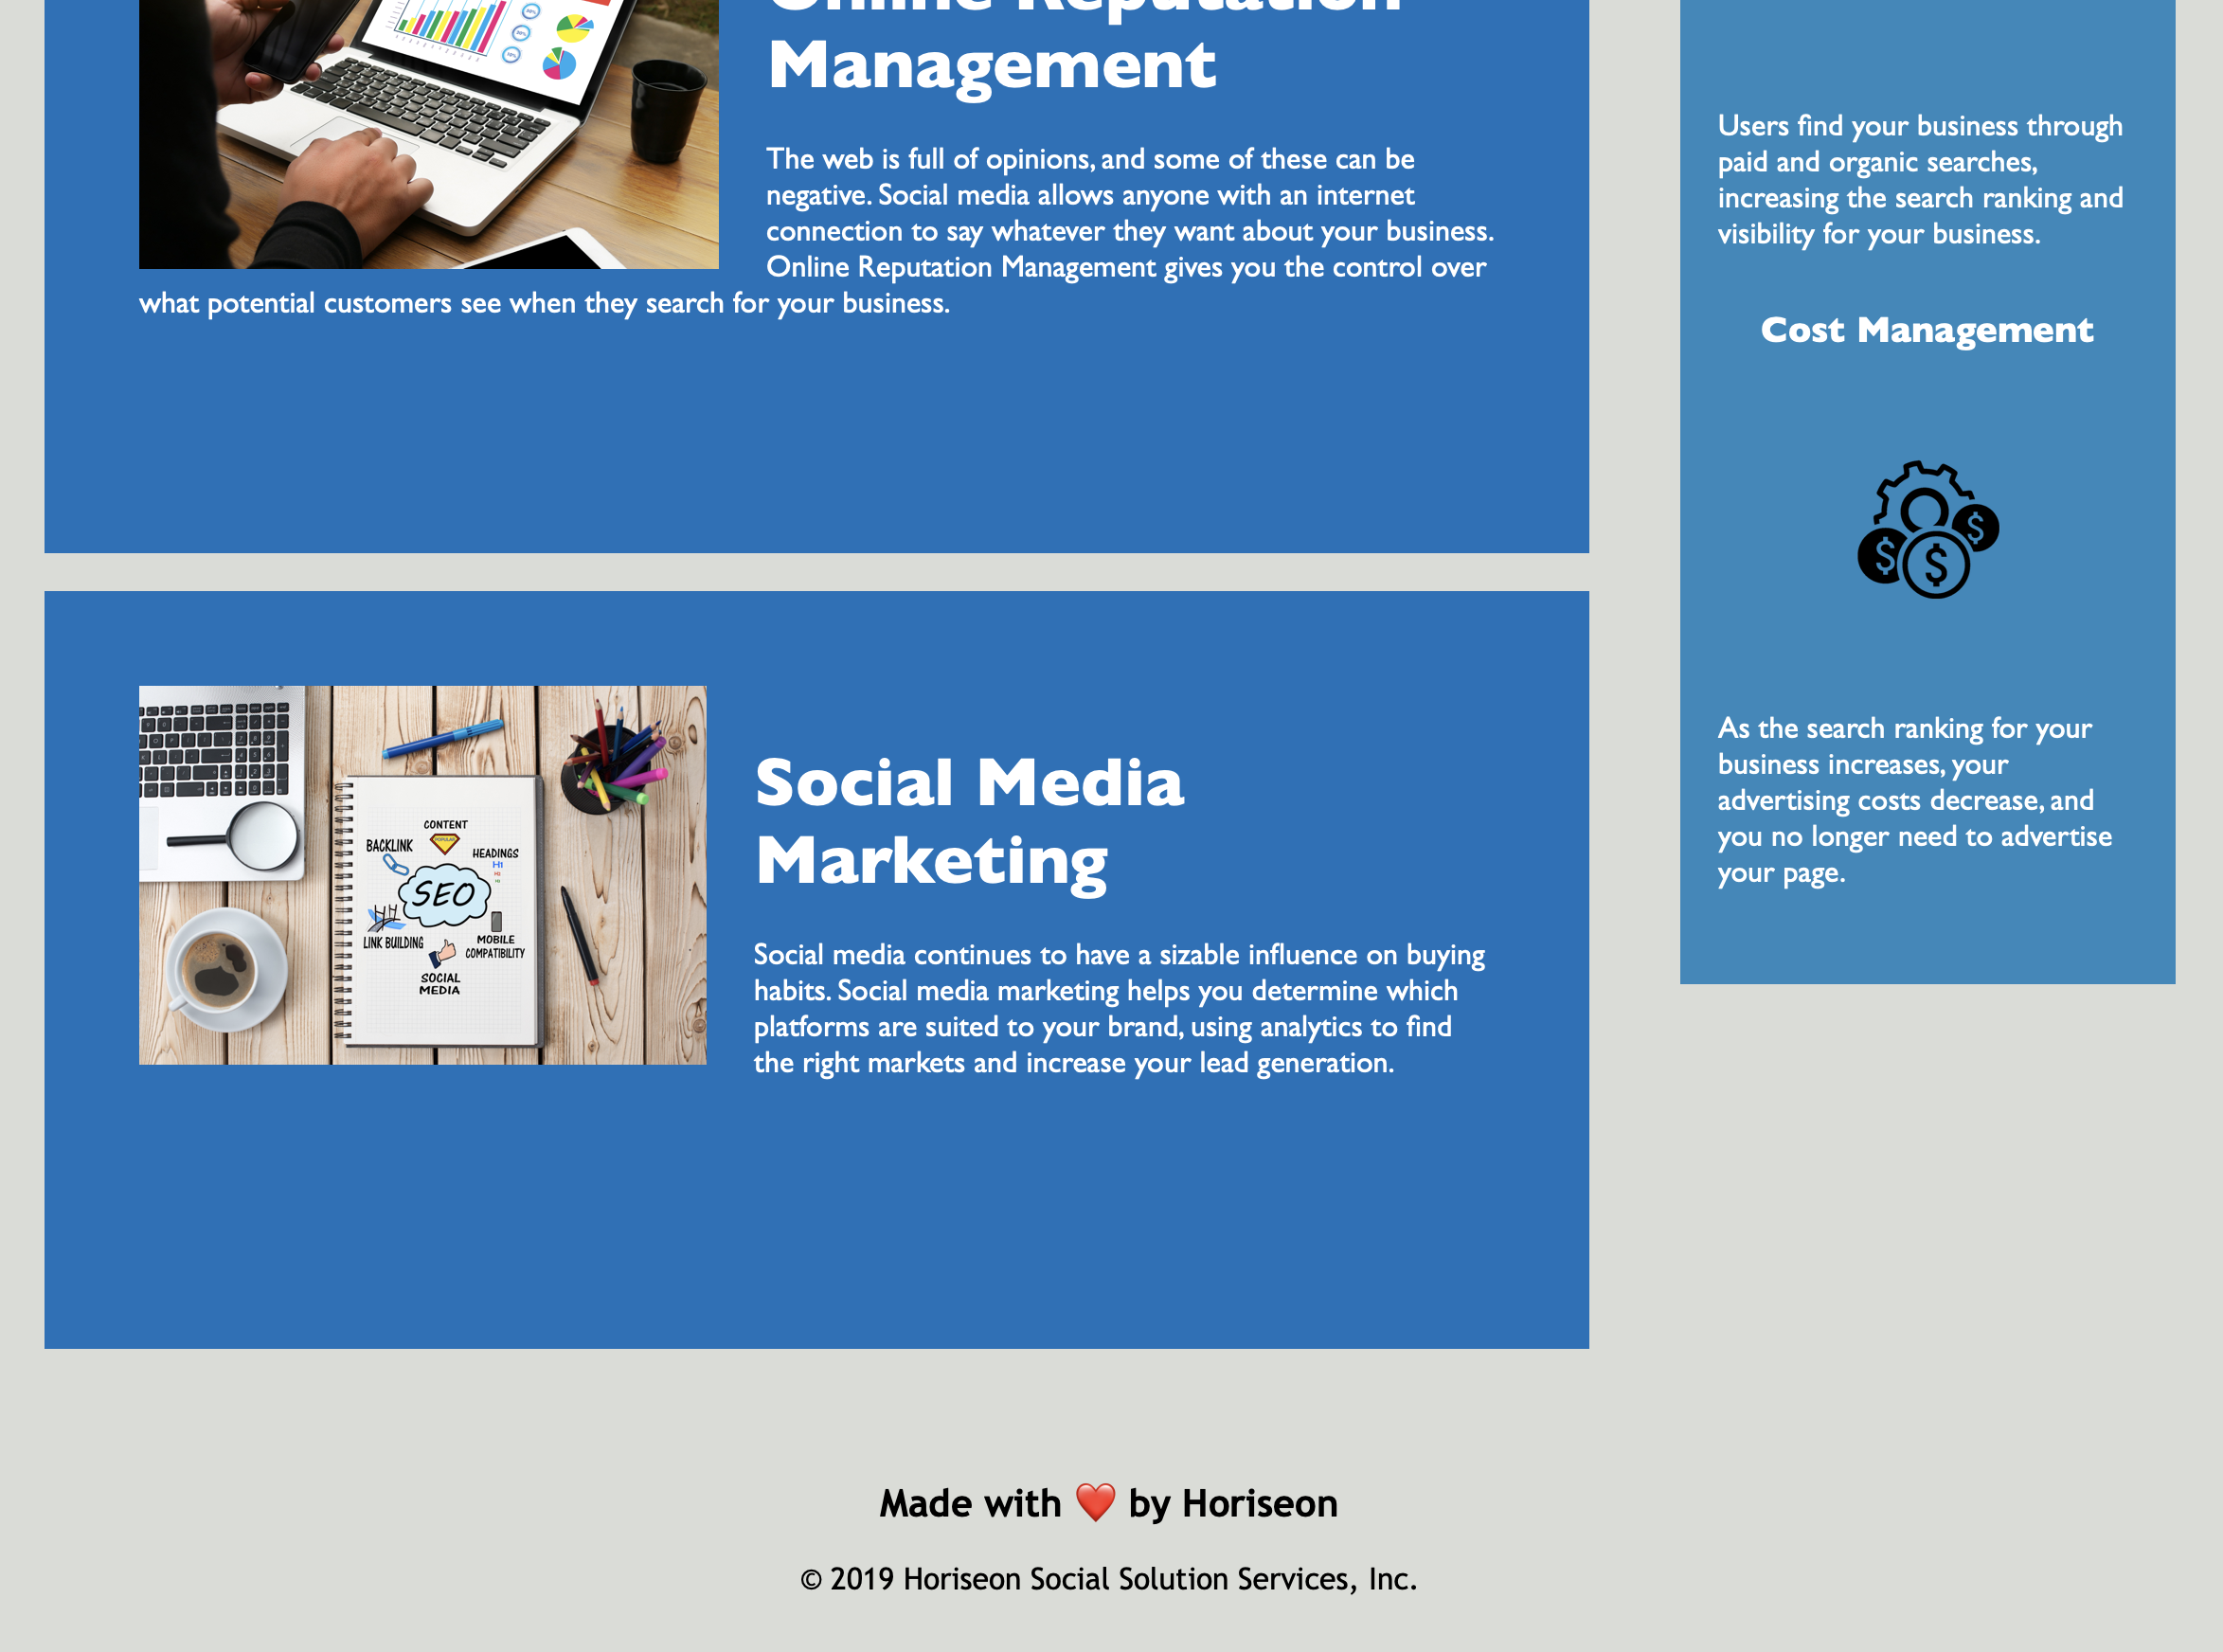 Online Reputation
Management
The web is full of opinions, and some of these can be
negative. Social media allows anyone with an internet
connection to say whatever they want about your business.
Online Reputation Management gives you the control over
what potential customers see when they search for your business.
Social Media
Marketing
Social media continues to have a sizable influence on buying
habits. Social media marketing helps you determine which
platforms are suited to your brand, using analytics to find
the right markets and increase your lead generation.
CONTENT
BACKLINK
HEADINGS
H1
SEO
LINK BUILDING
MOBILE
COMPATIBILITY
SOCIAL
MEDIA
Users find your business through
paid and organic searches,
increasing the search ranking and
visibility for your business.
Cost Management
$ $ $
As the search ranking for your
business increases, your
advertising costs decrease, and
you no longer need to advertise
your page.
Made with ❤️ by Horiseon
© 2019 Horiseon Social Solution Services, Inc.